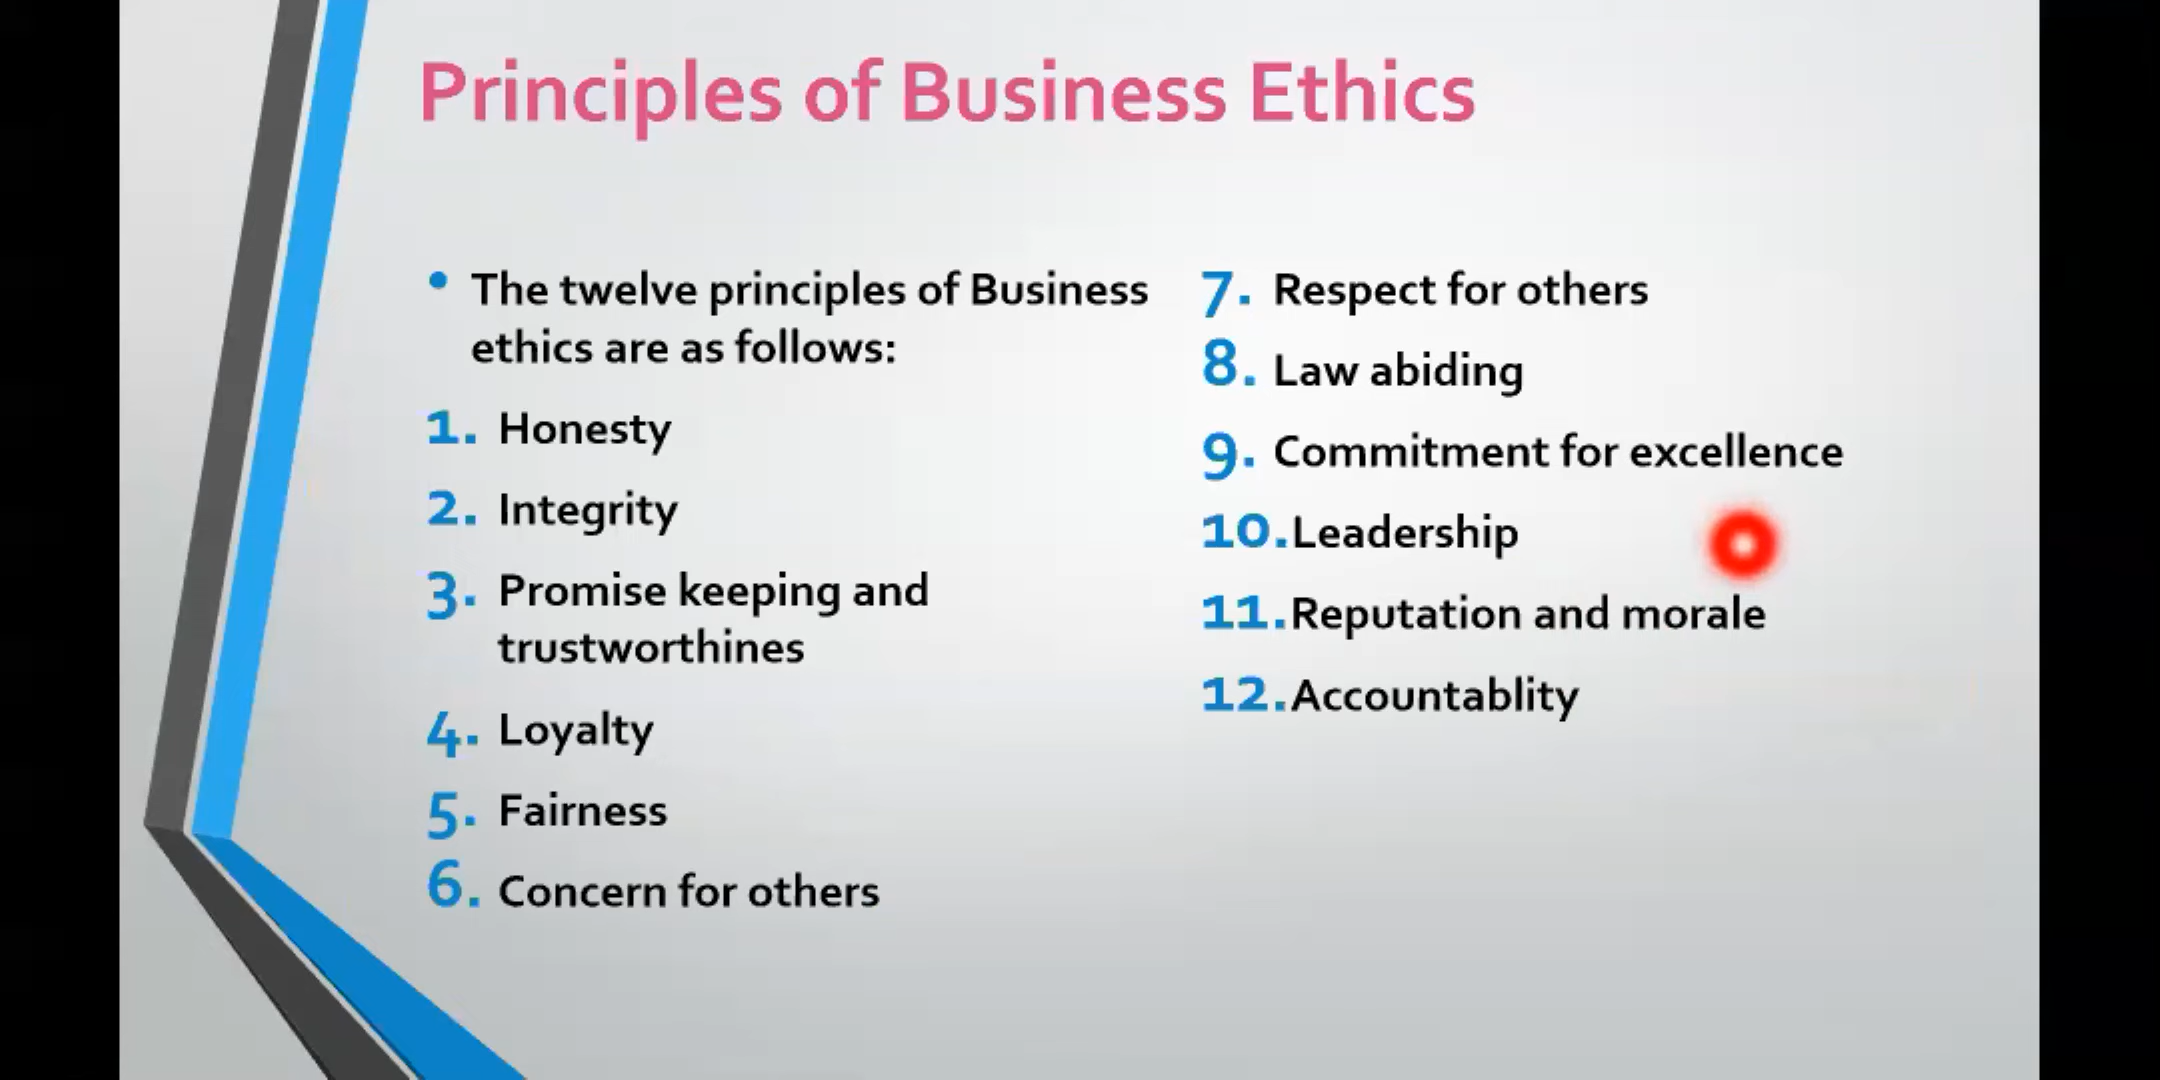 Principles of Business Ethics
• The twelve principles of Business
ethics are as follows:
1. Honesty
2. Integrity
3. Promise keeping and
trustworthines
4. Loyalty
5. Fairness
6. Concern for others
7. Respect for others
8. Law abiding
9. Commitment for excellence
10. Leadership
11. Reputation and morale
12. Accountablity